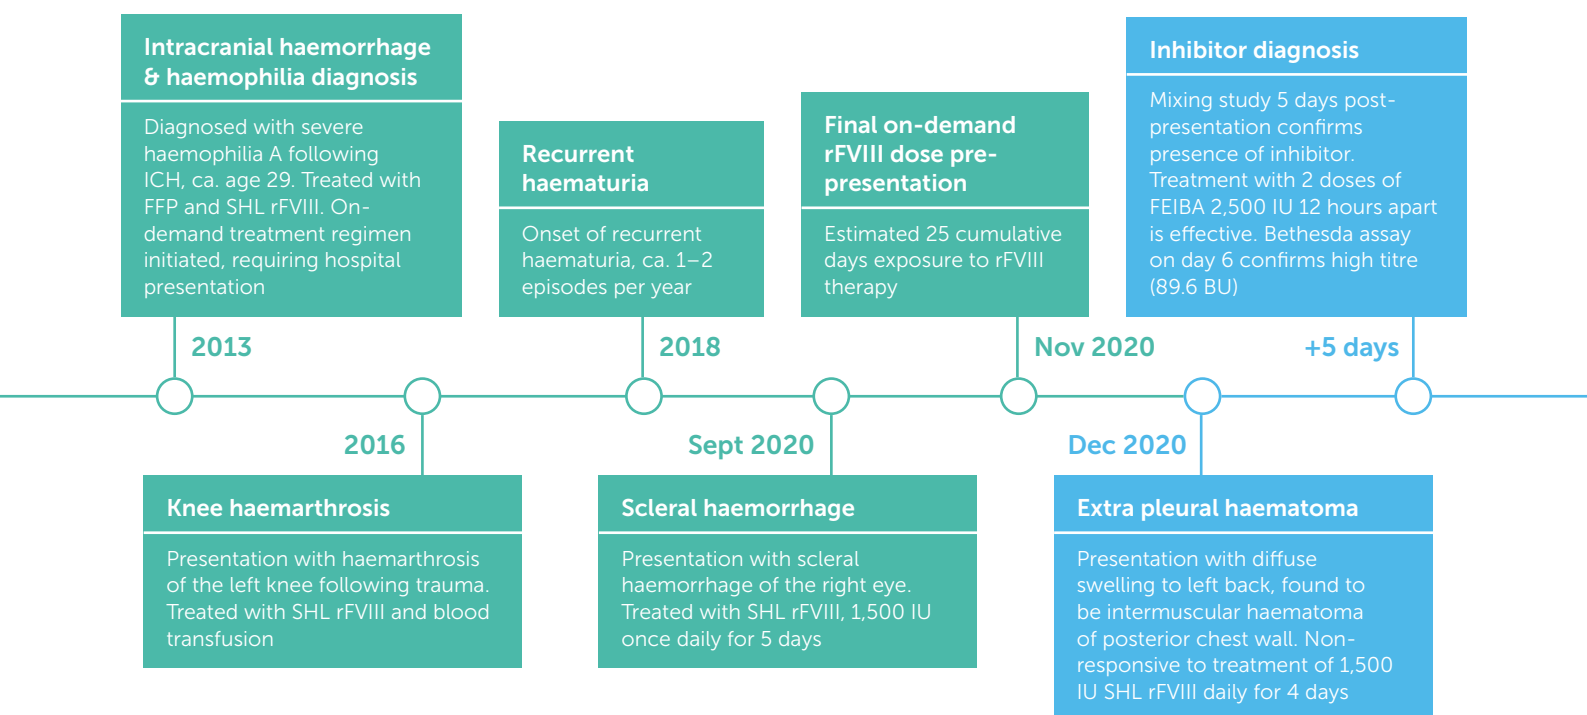 Intracranial haemorrhage
& haemophilia diagnosis
Diagnosed with severe
haemophilia A following
ICH, ca. age 29. Treated with
FFP and SHL rFVIII. On-
demand treatment regimen
initiated, requiring hospital
presentation
2013
Knee haemarthrosis
Presentation with haemarthrosis
of the left knee following trauma.
Treated with SHL rFVIII and blood
transfusion
2016
Recurrent
haematuria
Onset of recurrent
haematuria, ca. 1–2
episodes per year
2018
Scleral haemorrhage
Presentation with scleral
haemorrhage of the right eye.
Treated with SHL rFVIII, 1,500 IU
once daily for 5 days
Sept 2020
Final on-demand
rFVIII dose pre-
presentation
Estimated 25 cumulative
days exposure to rFVIII
therapy
Nov 2020
Extra pleural haematoma
Presentation with diffuse
swelling to left back, found to
be intermuscular haematoma
of posterior chest wall. Non-
responsive to treatment of 1,500
IU SHL rFVIII daily for 4 days
Dec 2020
Inhibitor diagnosis
Mixing study 5 days post-
presentation confirms
presence of inhibitor.
Treatment with 2 doses of
FEIBA 2,500 IU 12 hours apart
is effective. Bethesda assay
on day 6 confirms high titre
(89.6 BU)
+5 days